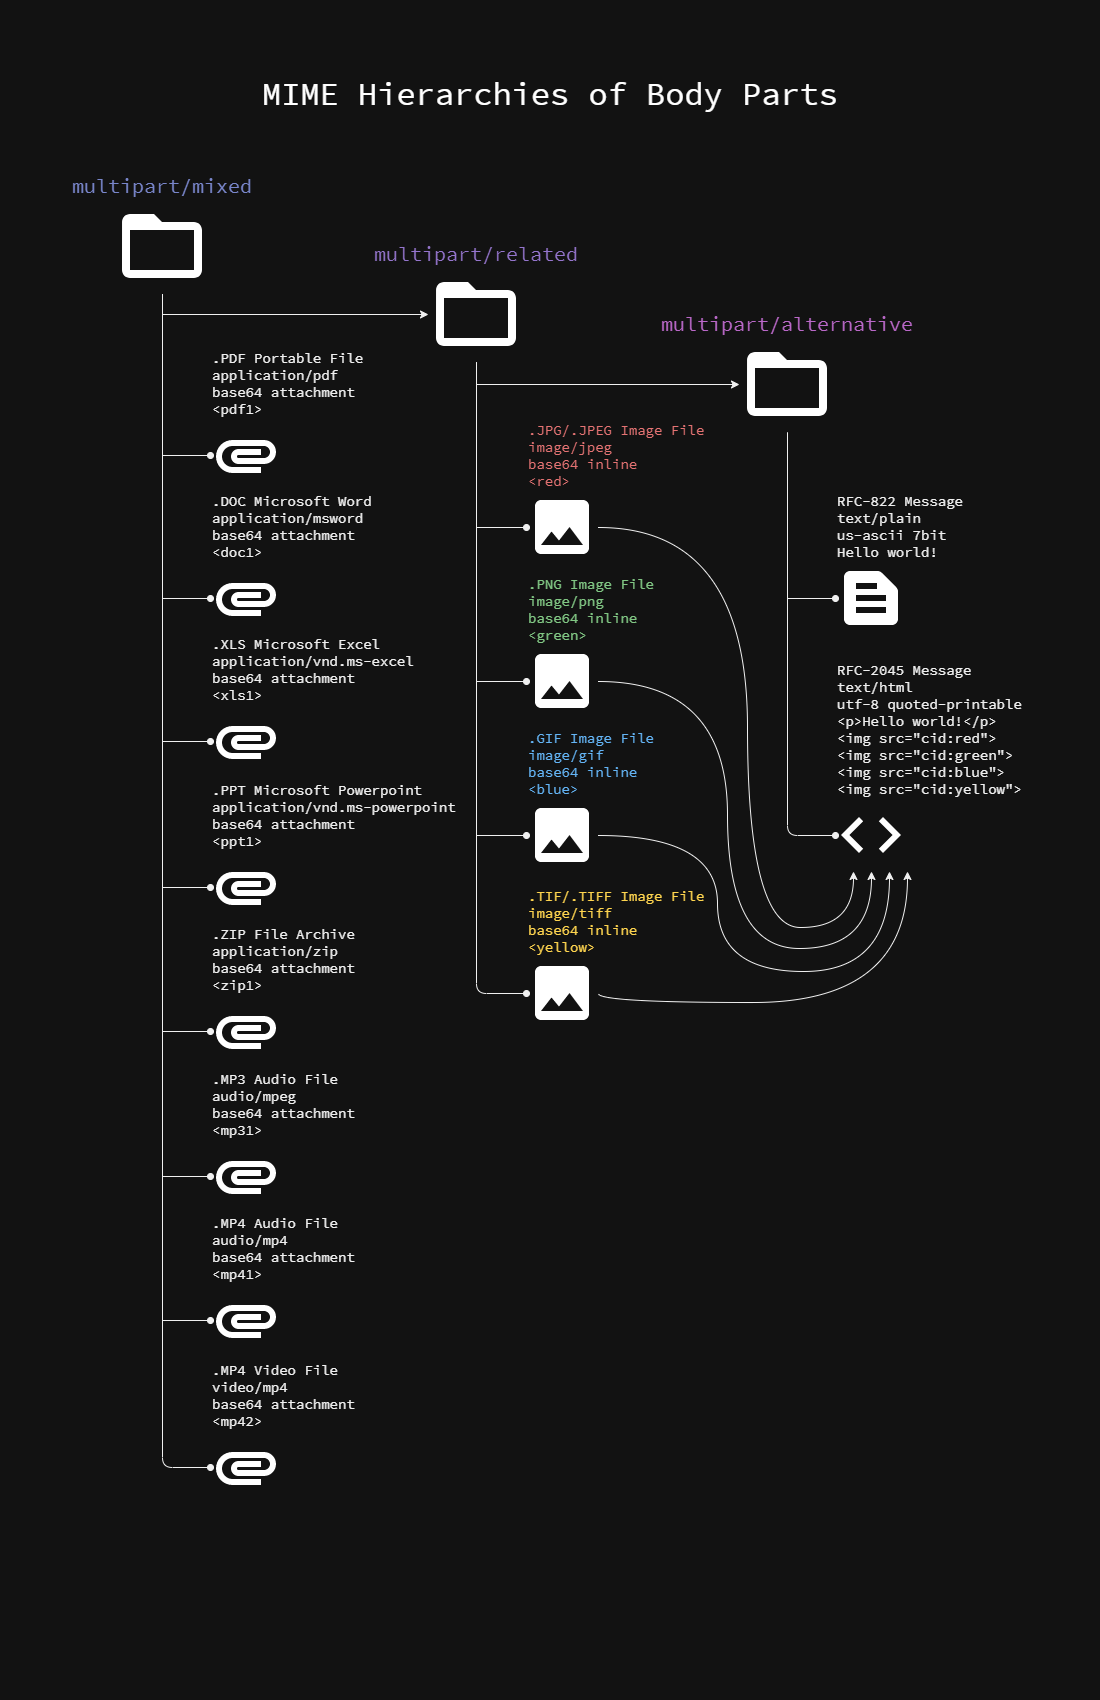 MIME Hierarchies of Body Parts
multipart/mixed
.PDF Portable File
application/pdf
base64 attachment
<pdf1>
.DOC Microsoft Word
application/msword
base64 attachment
<doc1>
.XLS Microsoft Excel
application/vnd.ms-excel
base64 attachment
<xls1>
.PPT Microsoft Powerpoint
application/vnd.ms-powerpoint
base64 attachment
<ppt1>
.ZIP File Archive
application/zip
base64 attachment
<zip1>
.MP3 Audio File
audio/mpeg
base64 attachment
<mp31>
.MP4 Audio File
audio/mp4
base64 attachment
<mp41>
.MP4 Video File
video/mp4
base64 attachment
<mp42>
multipart/related
.JPG/.JPEG Image File
image/jpeg
base64 inline
<red>
.PNG Image File
image/png
base64 inline
<green>
.GIF Image File
image/gif
base64 inline
<blue>
.TIF/.TIFF Image File
image/tiff
base64 inline
<yellow>
multipart/alternative
RFC-822 Message
text/plain
us-ascii 7bit
Hello world!
RFC-2045 Message
text/html
utf-8 quoted-printable
<p>Hello world!</p>
<img src="cid:red">
<img src="cid:green">
<img src="cid:blue">
<img src="cid:yellow">